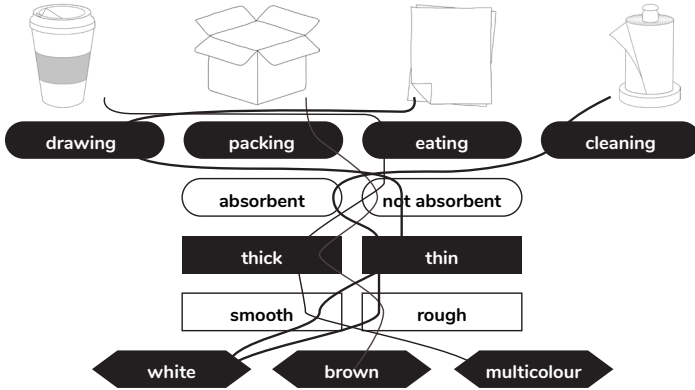 drawing
packing
eating
cleaning
absorbent
not absorbent
thick
thin
smooth
rough
white
brown
multicolour